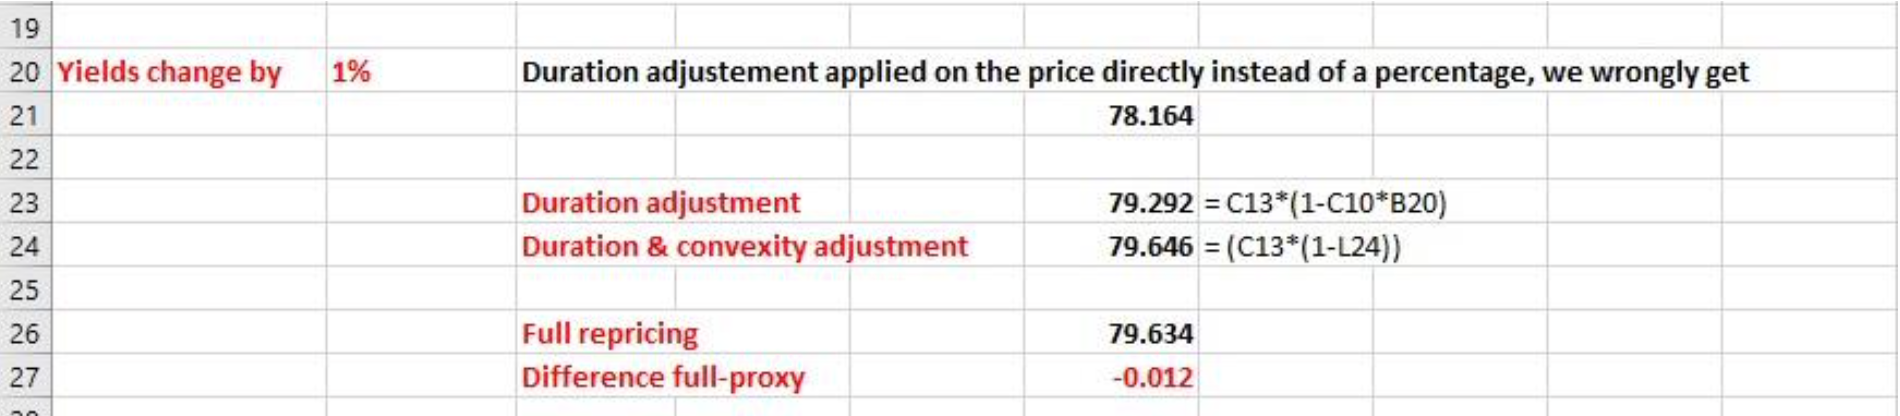 19
20 Yields change by 1% Duration adjustement applied on the price directly instead of a percentage, we wrongly get
21 78.164
22
23 Duration adjustment 79.292 = C13*(1-C10*B20)
24 Duration & convexity adjustment 79.646 = (C13*(1-L24))
25
26 Full repricing 79.634
27 Difference full-proxy -0.012